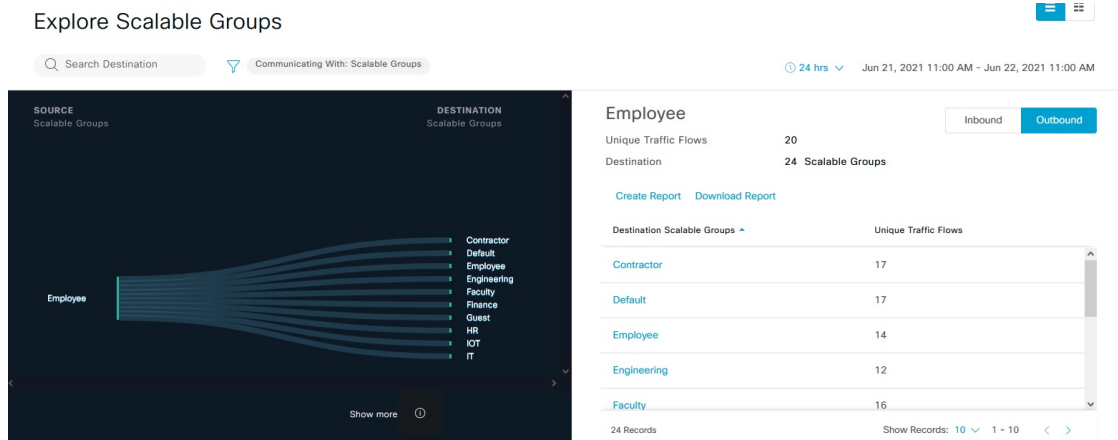 Explore Scalable Groups
Search Destination
Communicating With: Scalable Groups
24 hrs
Jun 21, 2021 11:00 AM - Jun 22, 2021 11:00 AM
SOURCE
Scalable Groups
DESTINATION
Scalable Groups
Employee
Contractor
Default
Employee
Engineering
Faculty
Finance
Guest
HR
IOT
IT
Show more
Employee
Inbound Outbound
Unique Traffic Flows 20
Destination 24 Scalable Groups
Create Report Download Report
Destination Scalable Groups Unique Traffic Flows
Contractor 17
Default 17
Employee 14
Engineering 12
Faculty 16
24 Records Show Records: 10 1 - 10